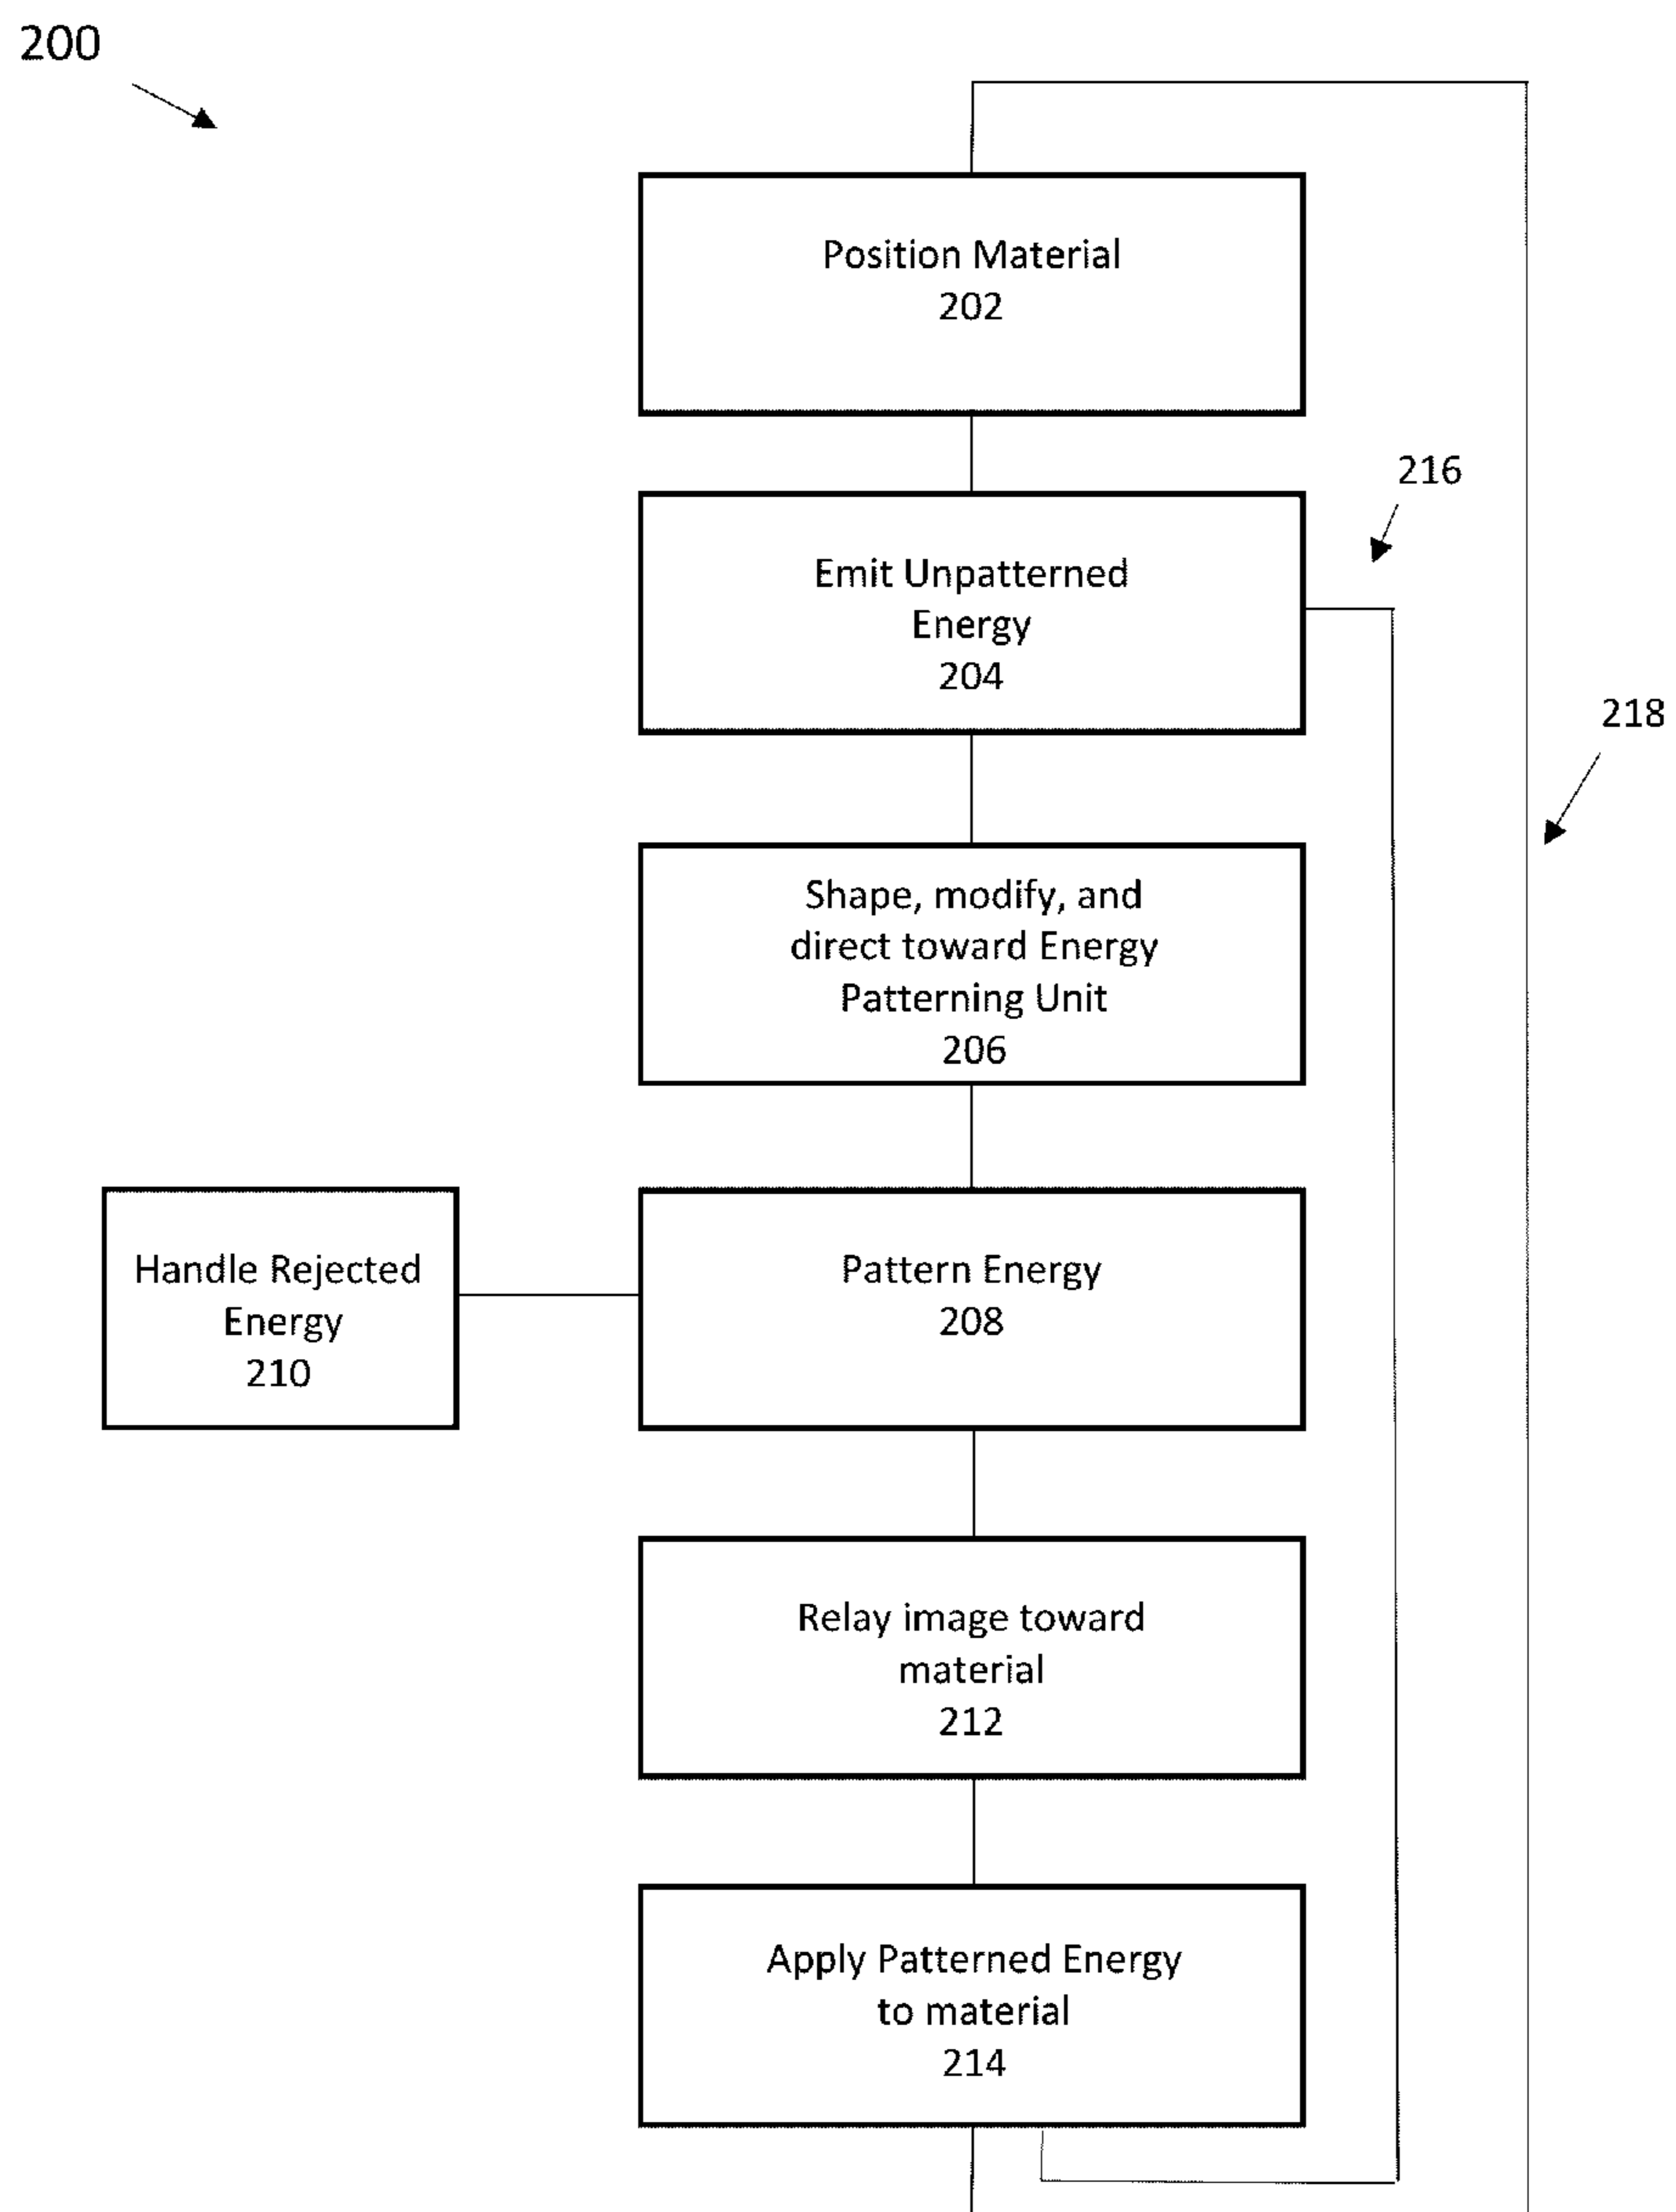 200
Position Material
202
216
Emit Unpatterned
Energy
204
218
Shape, modify, and
direct toward Energy
Patterning Unit
206
Handle Rejected
Energy
210
Pattern Energy
208
Relay image toward
material
212
Apply Patterned Energy
to material
214